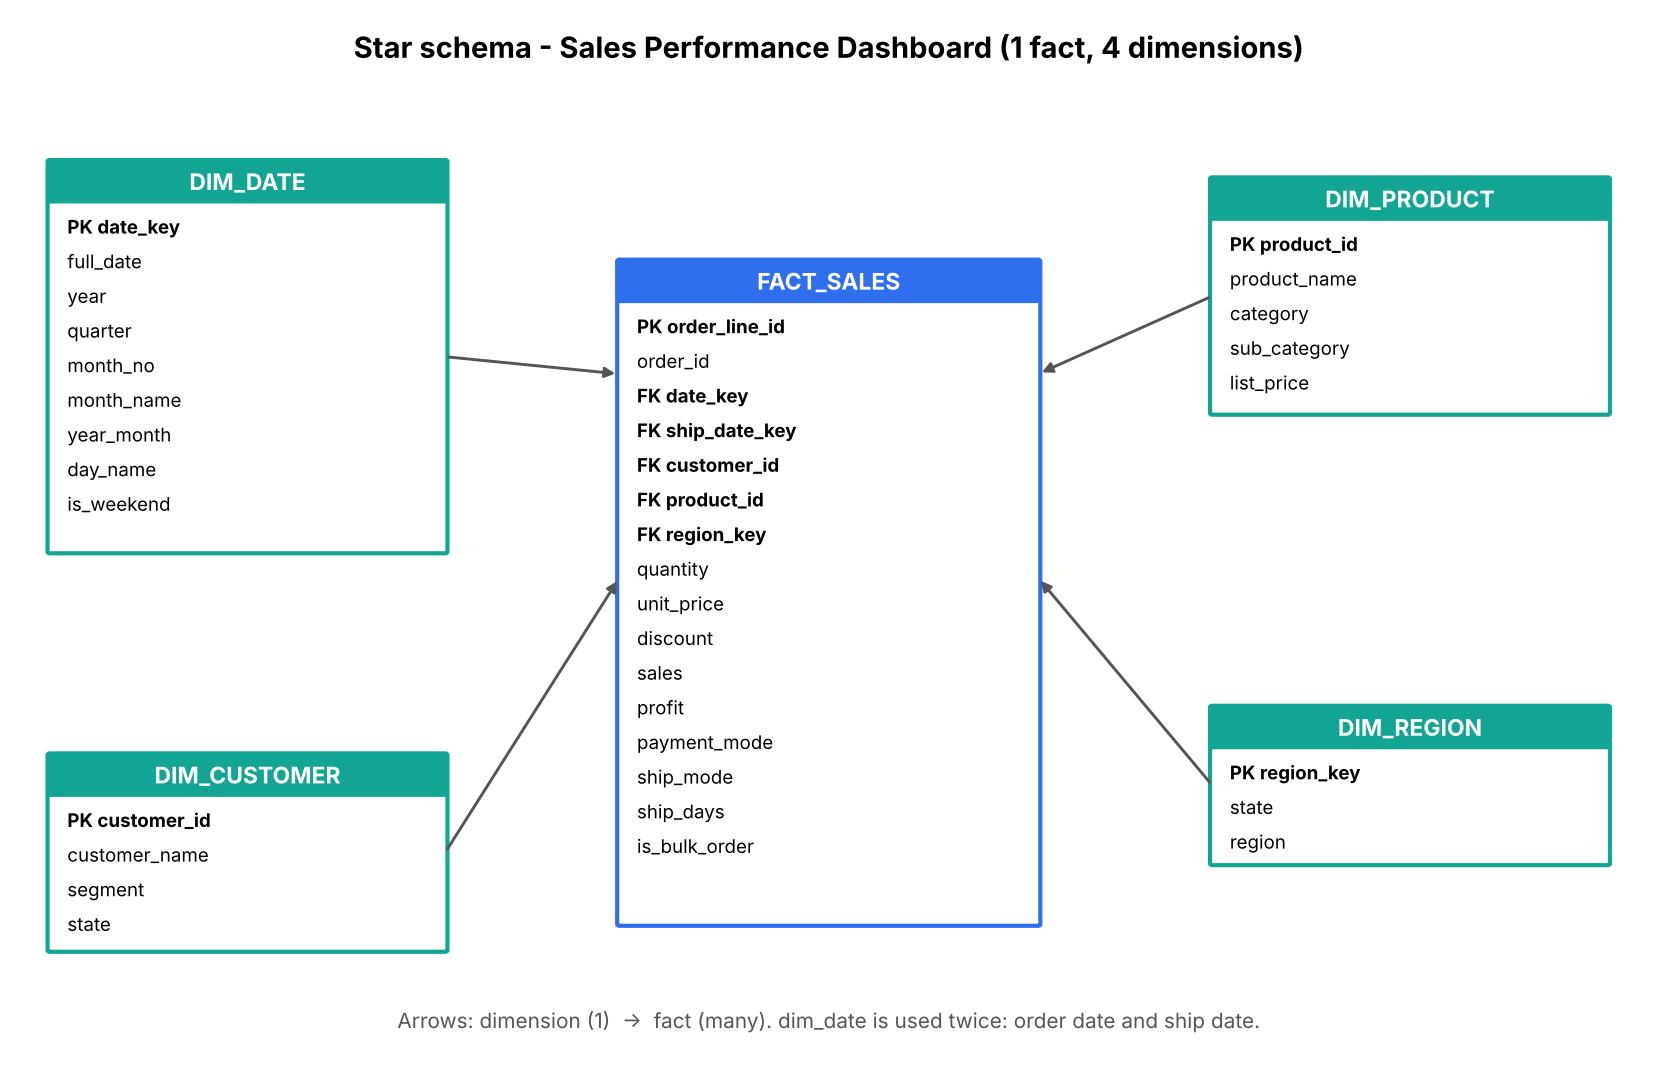 Star schema - Sales Performance Dashboard (1 fact, 4 dimensions)
DIM_DATE
PK date_key
full_date
year
quarter
month_no
month_name
year_month
day_name
is_weekend
DIM_CUSTOMER
PK customer_id
customer_name
segment
state
FACT_SALES
PK order_line_id
order_id
FK date_key
FK ship_date_key
FK customer_id
FK product_id
FK region_key
quantity
unit_price
discount
sales
profit
payment_mode
ship_mode
ship_days
is_bulk_order
DIM_PRODUCT
PK product_id
product_name
category
sub_category
list_price
DIM_REGION
PK region_key
state
region
Arrows: dimension (1) → fact (many). dim_date is used twice: order date and ship date.